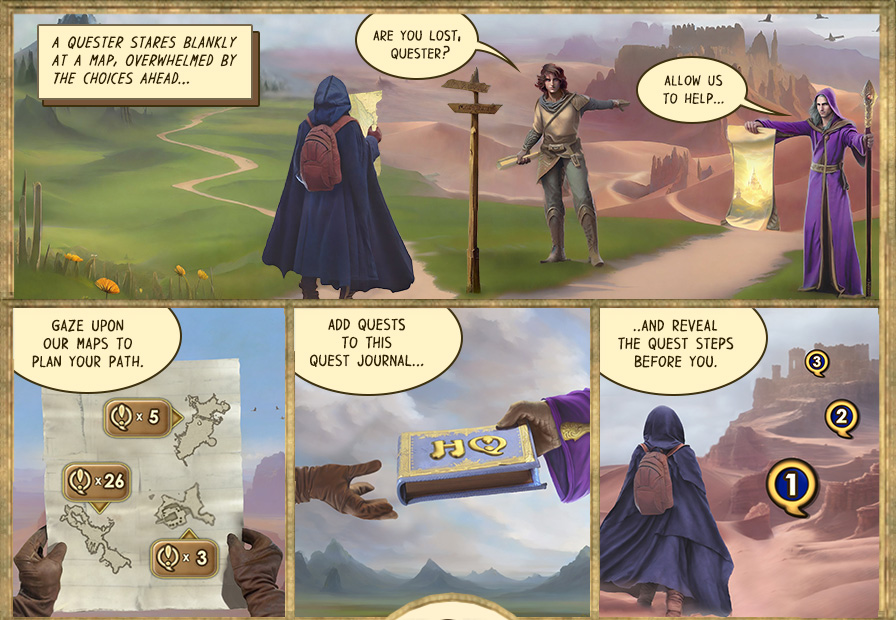 A QUESTER STARES BLANKLY
AT A MAP, OVERWHELMED BY
THE CHOICES AHEAD...
ARE YOU LOST,
QUESTER?
ALLOW US
TO HELP...
GAZE UPON
OUR MAPS TO
PLAN YOUR PATH.
x 5
x 26
x 3
ADD QUESTS
TO THIS
QUEST JOURNAL...
HQ
..AND REVEAL
THE QUEST STEPS
BEFORE YOU.
3
2
1